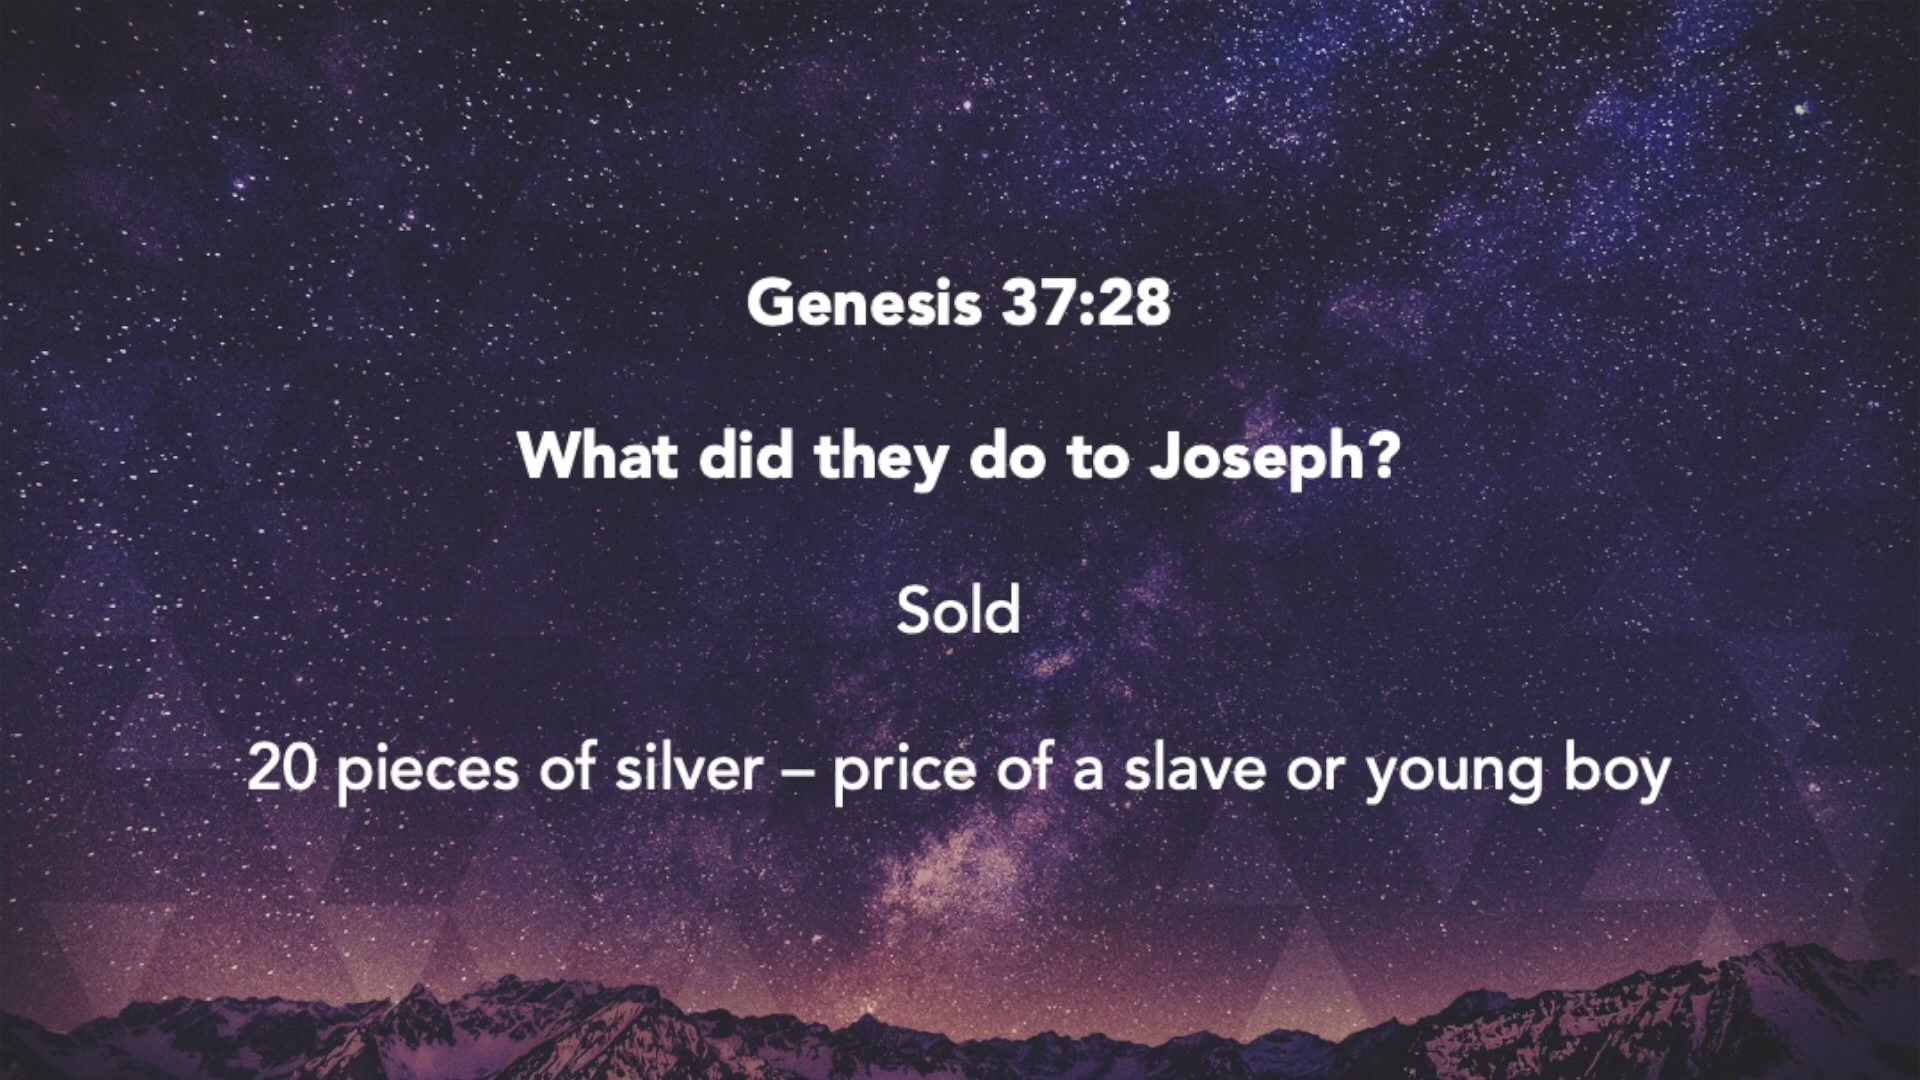 Genesis 37:28
What did they do to Joseph?
Sold
20 pieces of silver – price of a slave or young boy